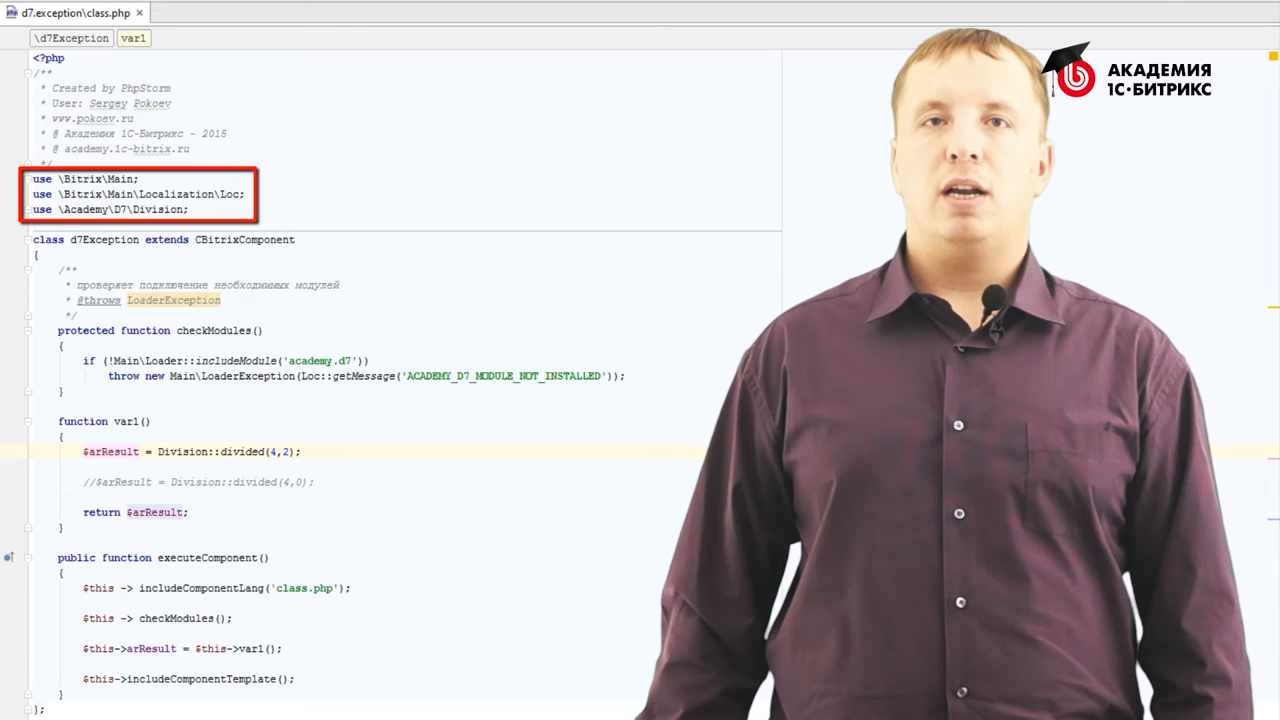 d7.exception\class.php
\d7Exception var1
<?php
/**
* Created by PhpStorm
* User: Sergey Pokoev
* www.pokoev.ru
* @ Академия 1С-Битрикс - 2015
* @ academy.1c-bitrix.ru
*/
use \Bitrix\Main;
use \Bitrix\Main\Localization\Loc;
use \Academy\D7\Division;
class d7Exception extends CBitrixComponent
{
/**
* проверяет подключение необходиимых модулей
* @throws LoaderException
*/
protected function checkModules()
{
if (!Main\Loader::includeModule('academy.d7'))
throw new Main\LoaderException(Loc::getMessage('ACADEMY_D7_MODULE_NOT_INSTALLED'));
}
function var1()
{
$arResult = Division::divided(4,2);
//$arResult = Division::divided(4,0);
return $arResult;
}
public function executeComponent()
{
$this -> includeComponentLang('class.php');
$this -> checkModules();
$this->arResult = $this->var1();
$this->includeComponentTemplate();
}
};
АКАДЕМИЯ
1С·БИТРИКС